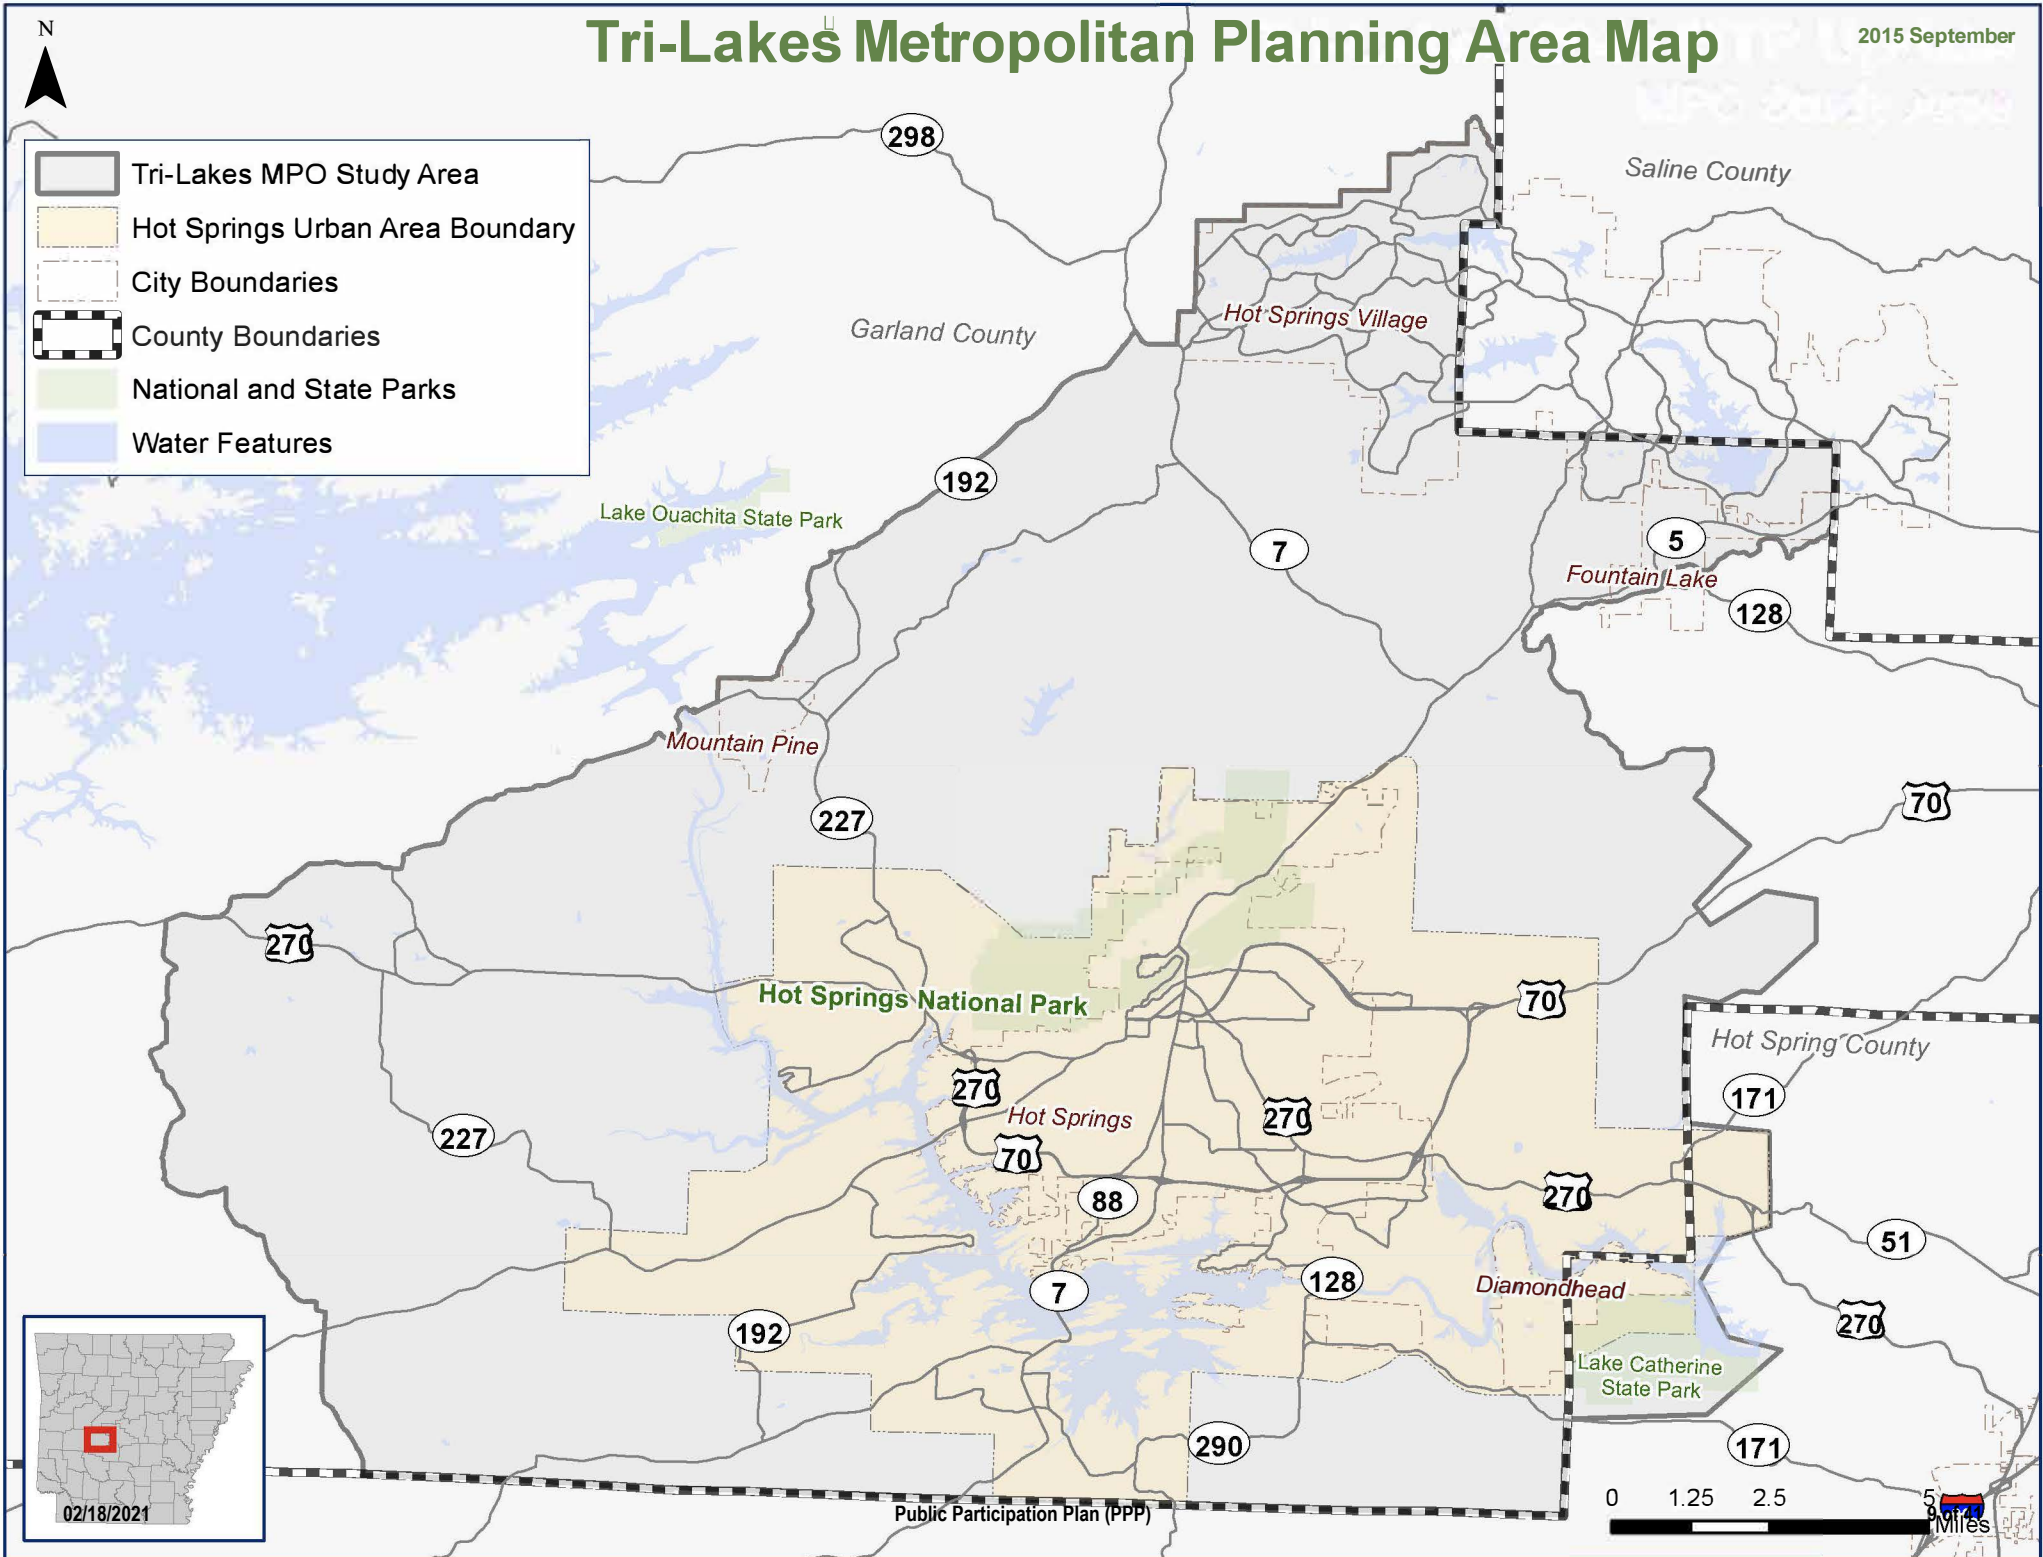 Tri-Lakes Metropolitan Planning Area Map
2015 September
N
Tri-Lakes MPO Study Area
Hot Springs Urban Area Boundary
City Boundaries
County Boundaries
National and State Parks
Water Features
298
Saline County
Garland County
Hot Springs Village
192
Lake Ouachita State Park
7
5
Fountain Lake
128
Mountain Pine
227
70
270
Hot Springs National Park
70
Hot Spring County
270
171
Hot Springs
270
227
70
88
270
51
7
128
Diamondhead
270
192
Lake Catherine
State Park
290
171
02/18/2021
Public Participation Plan (PPP)
0 1.25 2.5 5
Miles